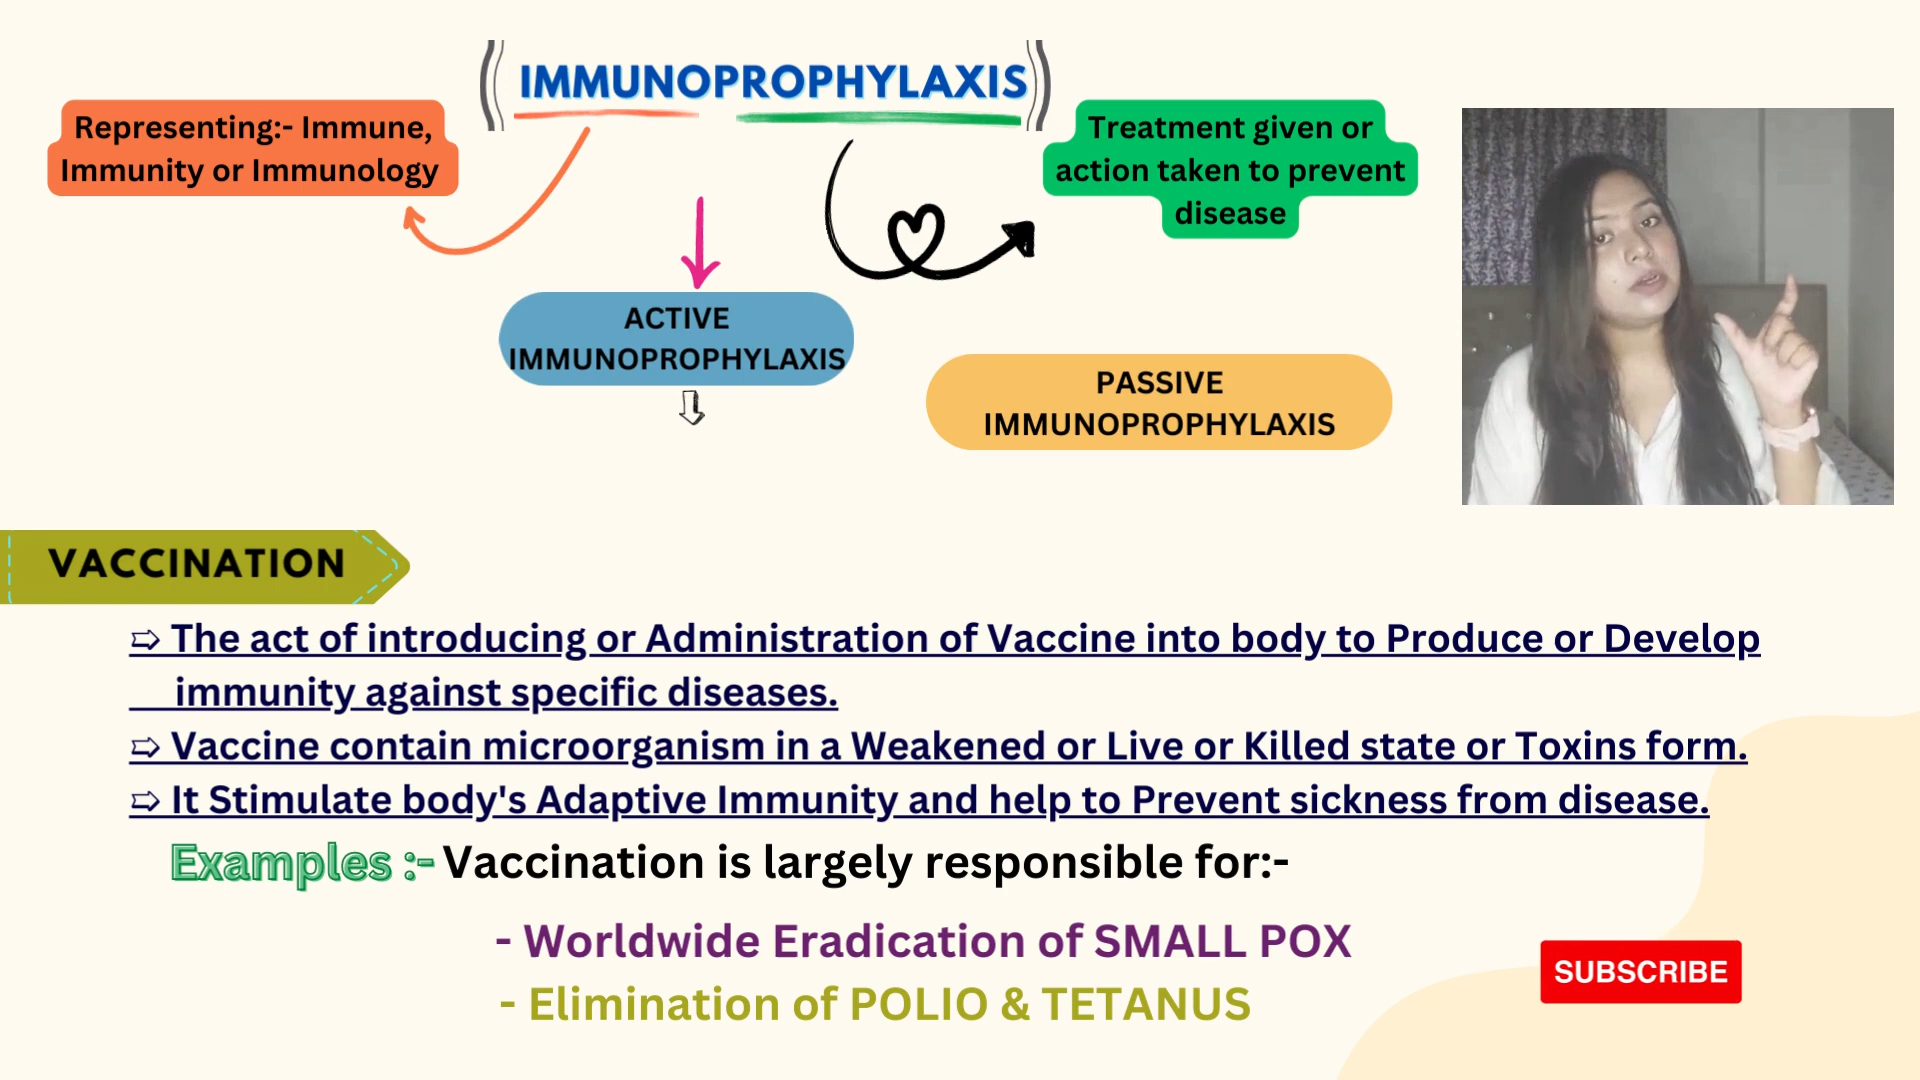 IMMUNOPROPHYLAXIS
Representing:- Immune,
Immunity or Immunology
Treatment given or
action taken to prevent
disease
ACTIVE
IMMUNOPROPHYLAXIS
PASSIVE
IMMUNOPROPHYLAXIS
VACCINATION
⇨ The act of introducing or Administration of Vaccine into body to Produce or Develop
immunity against specific diseases.
⇨ Vaccine contain microorganism in a Weakened or Live or Killed state or Toxins form.
⇨ It Stimulate body's Adaptive Immunity and help to Prevent sickness from disease.
Examples :- Vaccination is largely responsible for:-
- Worldwide Eradication of SMALL POX
- Elimination of POLIO & TETANUS
SUBSCRIBE